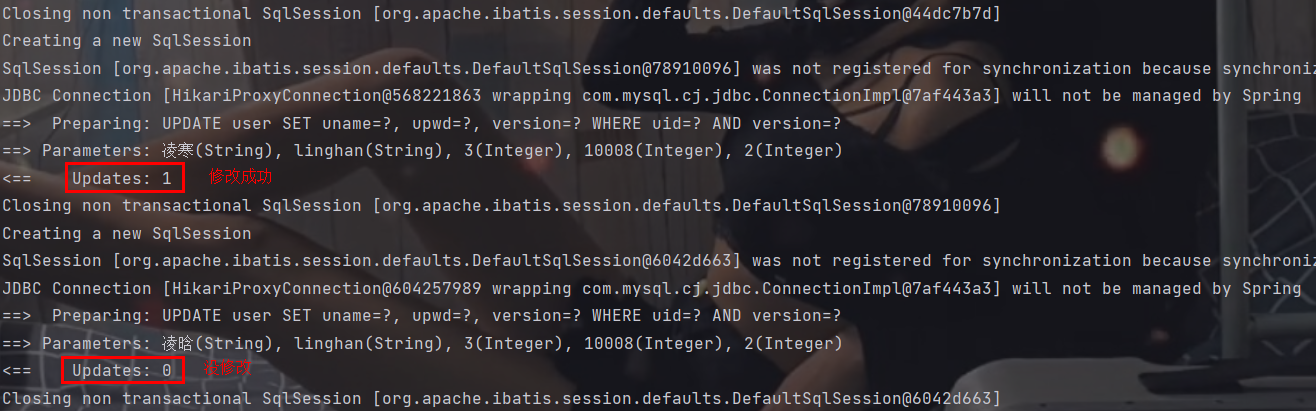 Closing non transactional SqlSession [org.apache.ibatis.session.defaults.DefaultSqlSession@44dc7b7d]
Creating a new SqlSession
SqlSession [org.apache.ibatis.session.defaults.DefaultSqlSession@78910096] was not registered for synchronization because synchroniz
JDBC Connection [HikariProxyConnection@568221863 wrapping com.mysql.cj.jdbc.ConnectionImpl@7af443a3] will not be managed by Spring
==>  Preparing: UPDATE user SET uname=?, upwd=?, version=? WHERE uid=? AND version=?
==> Parameters: 凌寒(String), linghan(String), 3(Integer), 10008(Integer), 2(Integer)
<==    Updates: 1 修改成功
Closing non transactional SqlSession [org.apache.ibatis.session.defaults.DefaultSqlSession@78910096]
Creating a new SqlSession
SqlSession [org.apache.ibatis.session.defaults.DefaultSqlSession@6042d663] was not registered for synchronization because synchroniz
JDBC Connection [HikariProxyConnection@604257989 wrapping com.mysql.cj.jdbc.ConnectionImpl@7af443a3] will not be managed by Spring
==>  Preparing: UPDATE user SET uname=?, upwd=?, version=? WHERE uid=? AND version=?
==> Parameters: 凌晗(String), linghan(String), 3(Integer), 10008(Integer), 2(Integer)
<==    Updates: 0 没修改
Closing non transactional SqlSession [org.apache.ibatis.session.defaults.DefaultSqlSession@6042d663]